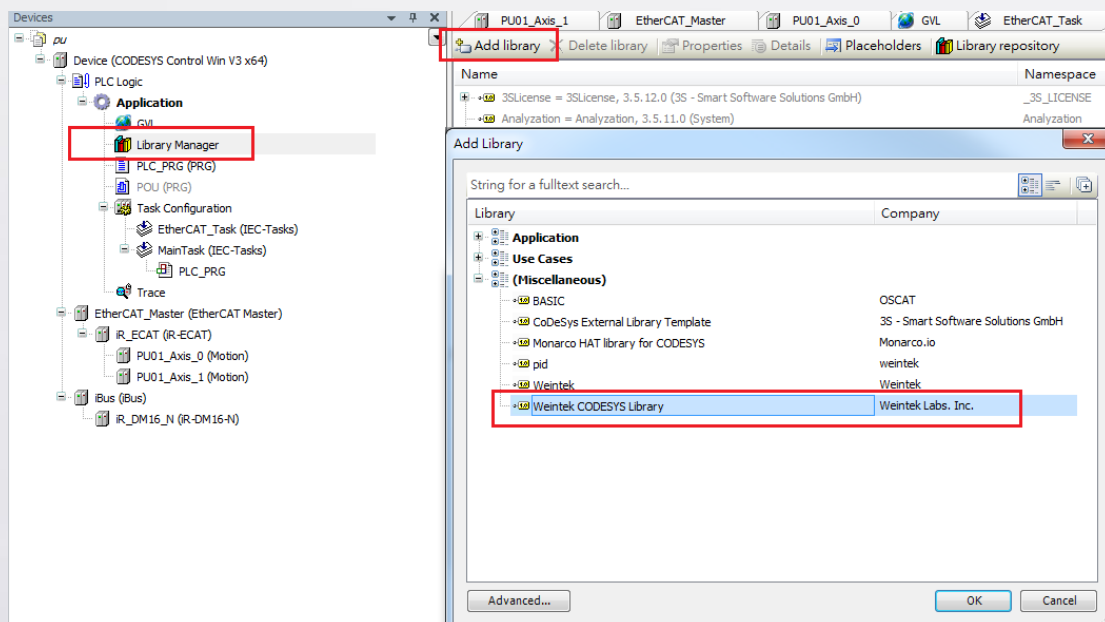 Devices
pu
Device (CODESYS Control Win V3 x64)
PLC Logic
Application
GVL
Library Manager
PLC_PRG (PRG)
POU (PRG)
Task Configuration
EtherCAT_Task (IEC-Tasks)
MainTask (IEC-Tasks)
PLC_PRG
Trace
EtherCAT_Master (EtherCAT Master)
iR_ECAT (iR-ECAT)
PU01_Axis_0 (Motion)
PU01_Axis_1 (Motion)
iBus (iBus)
iR_DM16_N (iR-DM16-N)
PU01_Axis_1 EtherCAT_Master PU01_Axis_0 GVL EtherCAT_Task
Add library Delete library Properties Details Placeholders Library repository
Name Namespace
3SLicense = 3SLicense, 3.5.12.0 (3S - Smart Software Solutions GmbH) _3S_LICENSE
Analyzation = Analyzation, 3.5.11.0 (System) Analyzation
Add Library
String for a fulltext search...
Library Company
Application
Use Cases
(Miscellaneous)
BASIC OSCAT
CoDeSys External Library Template 3S - Smart Software Solutions GmbH
Monarco HAT library for CODESYS Monarco.io
pid weintek
Weintek Weintek
Weintek CODESYS Library Weintek Labs. Inc.
Advanced... OK Cancel